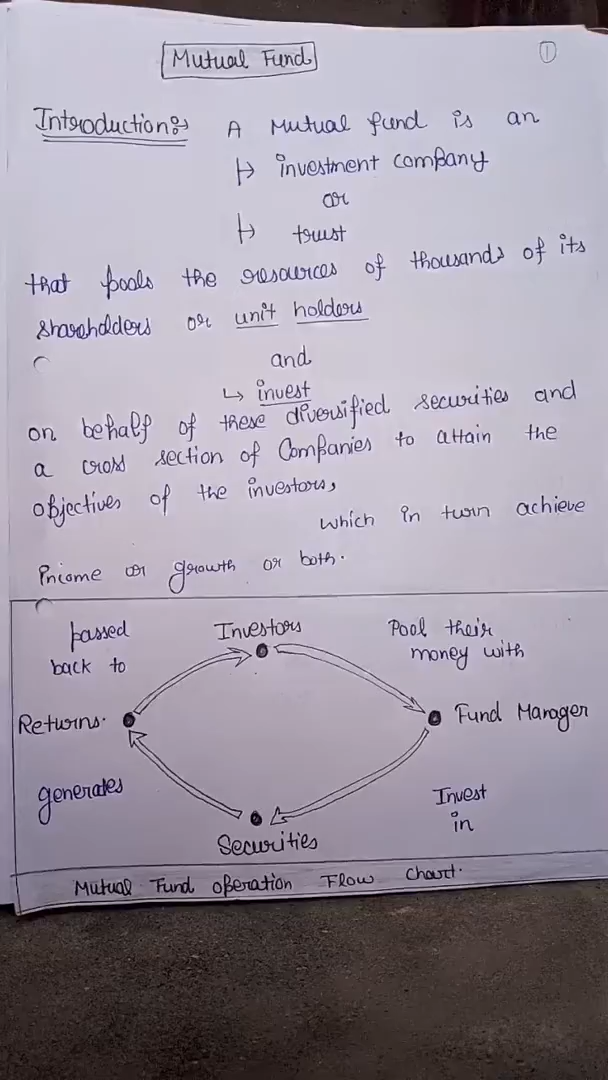 Mutual Fund
1
Introduction:→ A Mutual fund is an
↦ investment company
or
↦ trust
that pools the resources of thousands of its
shareholders or unit holders
and
↳ invest
on behalf of these diversified securities and
a cross section of Companies to attain the
objectives of the investors,
which in turn achieve
Income or growth or both.
passed
back to
Investors
Pool their
money with
Returns.
Fund Manager
generates
Invest
in
Securities
Mutual Fund operation Flow Chart.